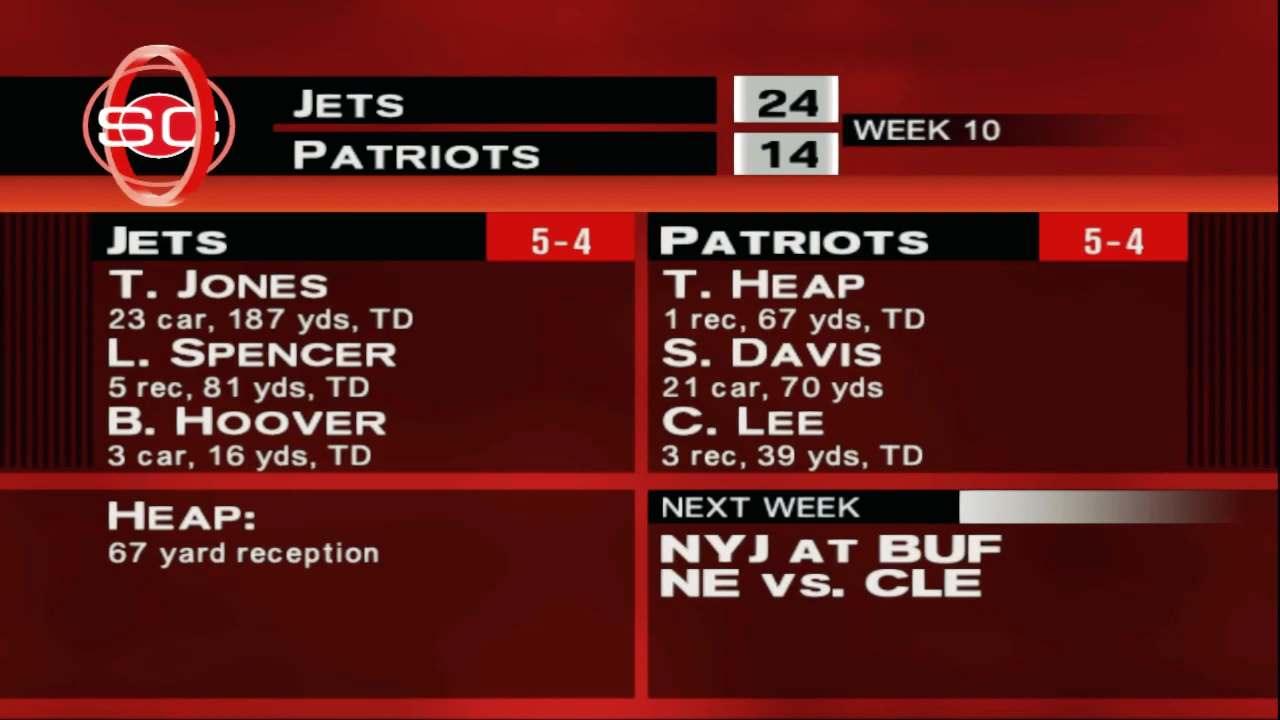 SC
JETS
24
PATRIOTS
14
WEEK 10
JETS 5-4
T. JONES
23 car, 187 yds, TD
L. SPENCER
5 rec, 81 yds, TD
B. HOOVER
3 car, 16 yds, TD
PATRIOTS 5-4
T. HEAP
1 rec, 67 yds, TD
S. DAVIS
21 car, 70 yds
C. LEE
3 rec, 39 yds, TD
HEAP:
67 yard reception
NEXT WEEK
NYJ AT BUF
NE VS. CLE